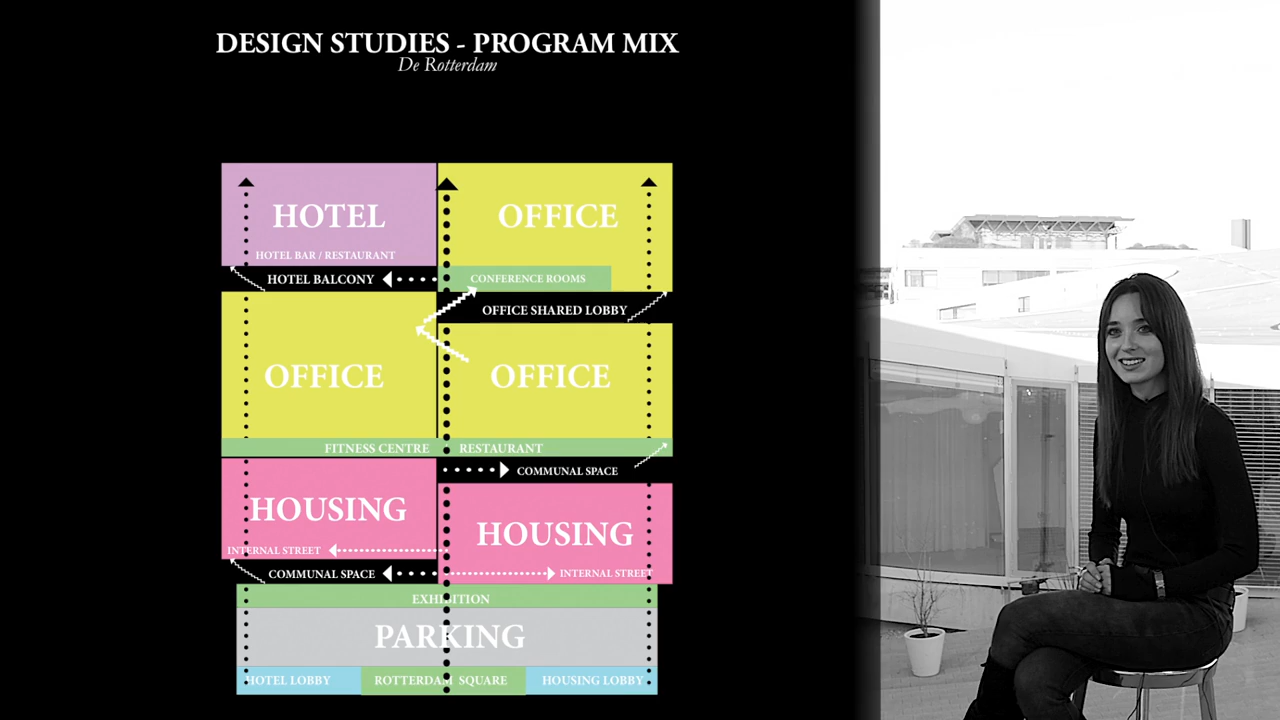 DESIGN STUDIES - PROGRAM MIX
De Rotterdam
HOTEL
OFFICE
HOTEL BAR / RESTAURANT
HOTEL BALCONY
CONFERENCE ROOMS
OFFICE SHARED LOBBY
OFFICE
OFFICE
FITNESS CENTRE
RESTAURANT
COMMUNAL SPACE
HOUSING
HOUSING
INTERNAL STREET
COMMUNAL SPACE
INTERNAL STREET
EXHIBITION
PARKING
HOTEL LOBBY
ROTTERDAM SQUARE
HOUSING LOBBY